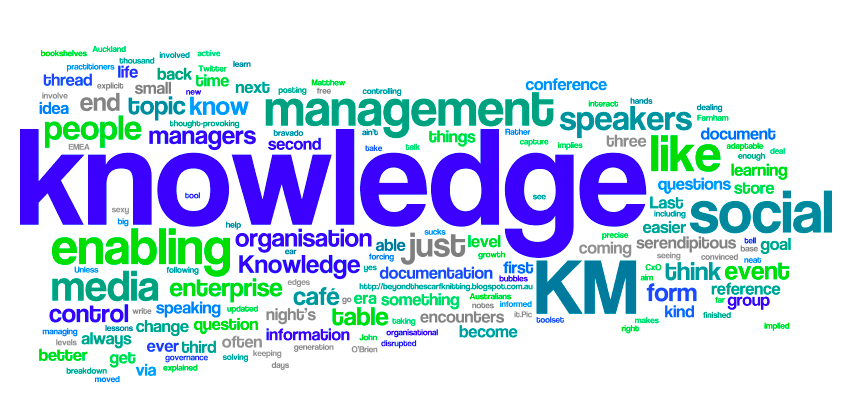 bookshelves Auckland
practitioners thousand involved active
thread life back Twitter time learn
involve explicit small next posting Matthew controlling conference
idea end topic know new free management speakers interact hands dealing Farnham
people thought-provoking bravado ain't things Rather three document
EMEA managers second take talk capture implies like adaptable enough deal
knowledge learning
tool see questions store
sexy Last including social
big help sucks easier precise
enabling organisation ear able just level coming serendipitous tell base goal
Unless following Knowledge forcing yes growth seeing convinced neat
media enterprise edges documentation first bubbles KM CxO think event
http://beyondthescarfknitting.blogspot.com.au aim reference
control write speaking updated café go era something Australians notes informed form far group
managing lessons change question night's table taking encounters it.Pic toolset kind finished
levels always often information John organisational become makes right implied
better get ever third governance keeping generation O'Brien disrupted
breakdown moved via explained solving days